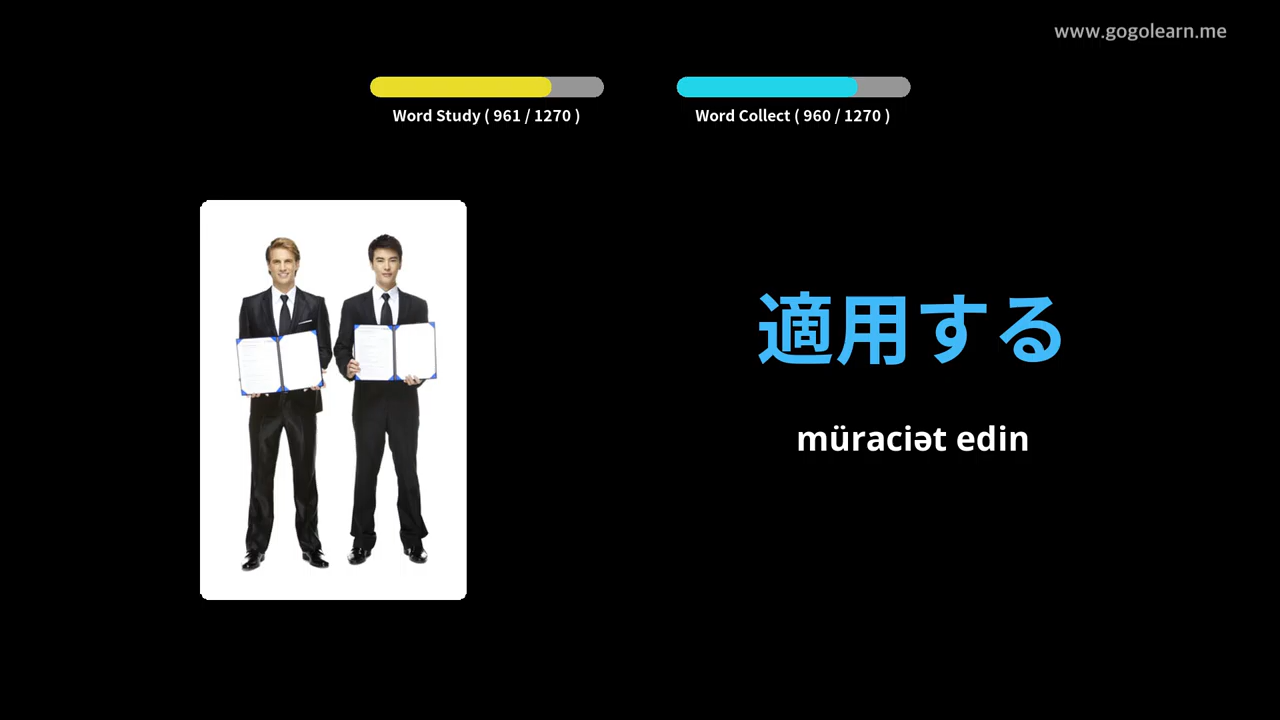 www.gogolearn.me
Word Study ( 961 / 1270 )
Word Collect ( 960 / 1270 )
適用する
müraciət edin